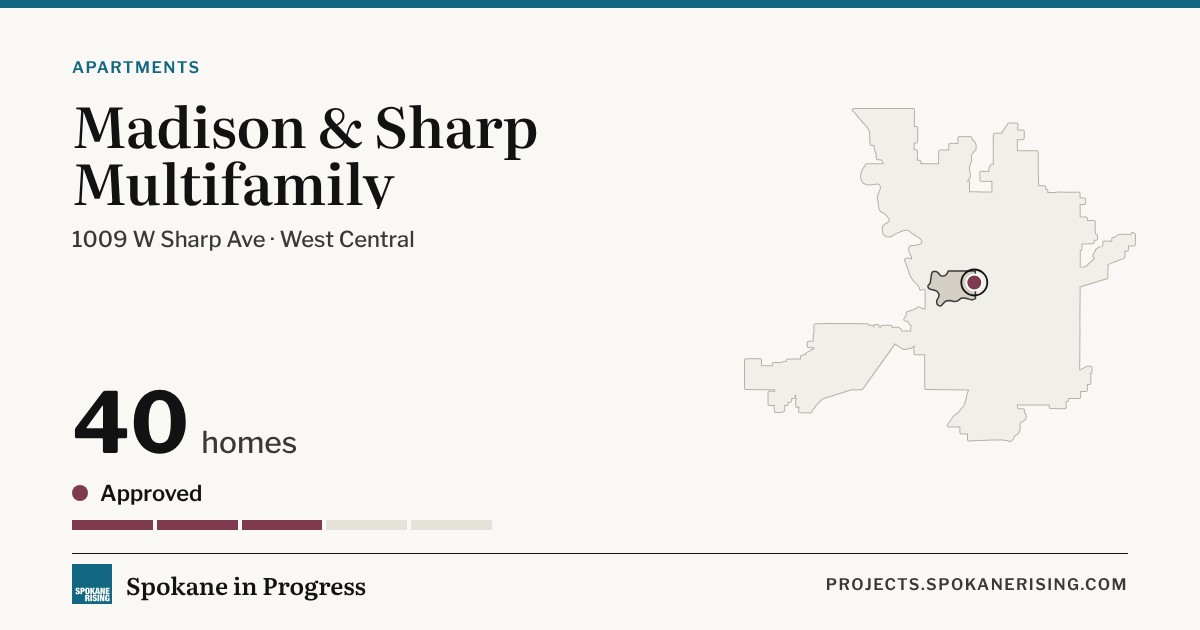 APARTMENTS
Madison & Sharp
Multifamily
1009 W Sharp Ave · West Central
40 homes
Approved
SPOKANE
RISING
Spokane in Progress
PROJECTS.SPOKANERISING.COM